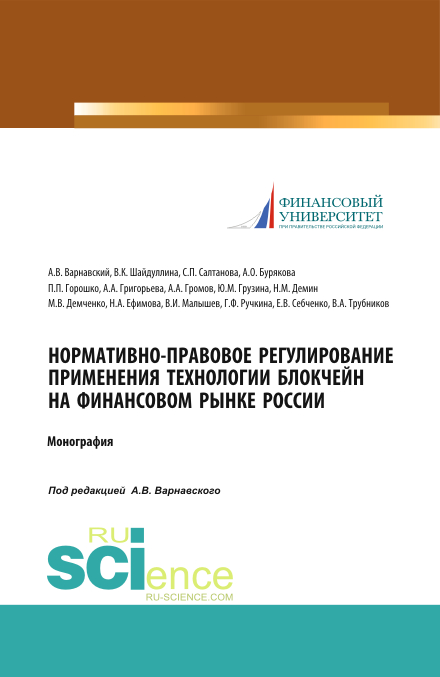 ФИНАНСОВЫЙ
УНИВЕРСИТЕТ
ПРИ ПРАВИТЕЛЬСТВЕ РОССИЙСКОЙ ФЕДЕРАЦИИ
А.В. Варнавский, В.К. Шайдуллина, С.П. Салтанова, А.О. Бурякова
П.П. Горошко, А.А. Григорьева, А.А. Громов, Ю.М. Грузина, Н.М. Демин
М.В. Демченко, Н.А. Ефимова, В.И. Малышев, Г.Ф. Ручкина, Е.В. Себченко, В.А. Трубников
НОРМАТИВНО-ПРАВОВОЕ РЕГУЛИРОВАНИЕ
ПРИМЕНЕНИЯ ТЕХНОЛОГИИ БЛОКЧЕЙН
НА ФИНАНСОВОМ РЫНКЕ РОССИИ
Монография
Под редакцией А.В. Варнавского
RU
SCience
RU-SCIENCE.COM